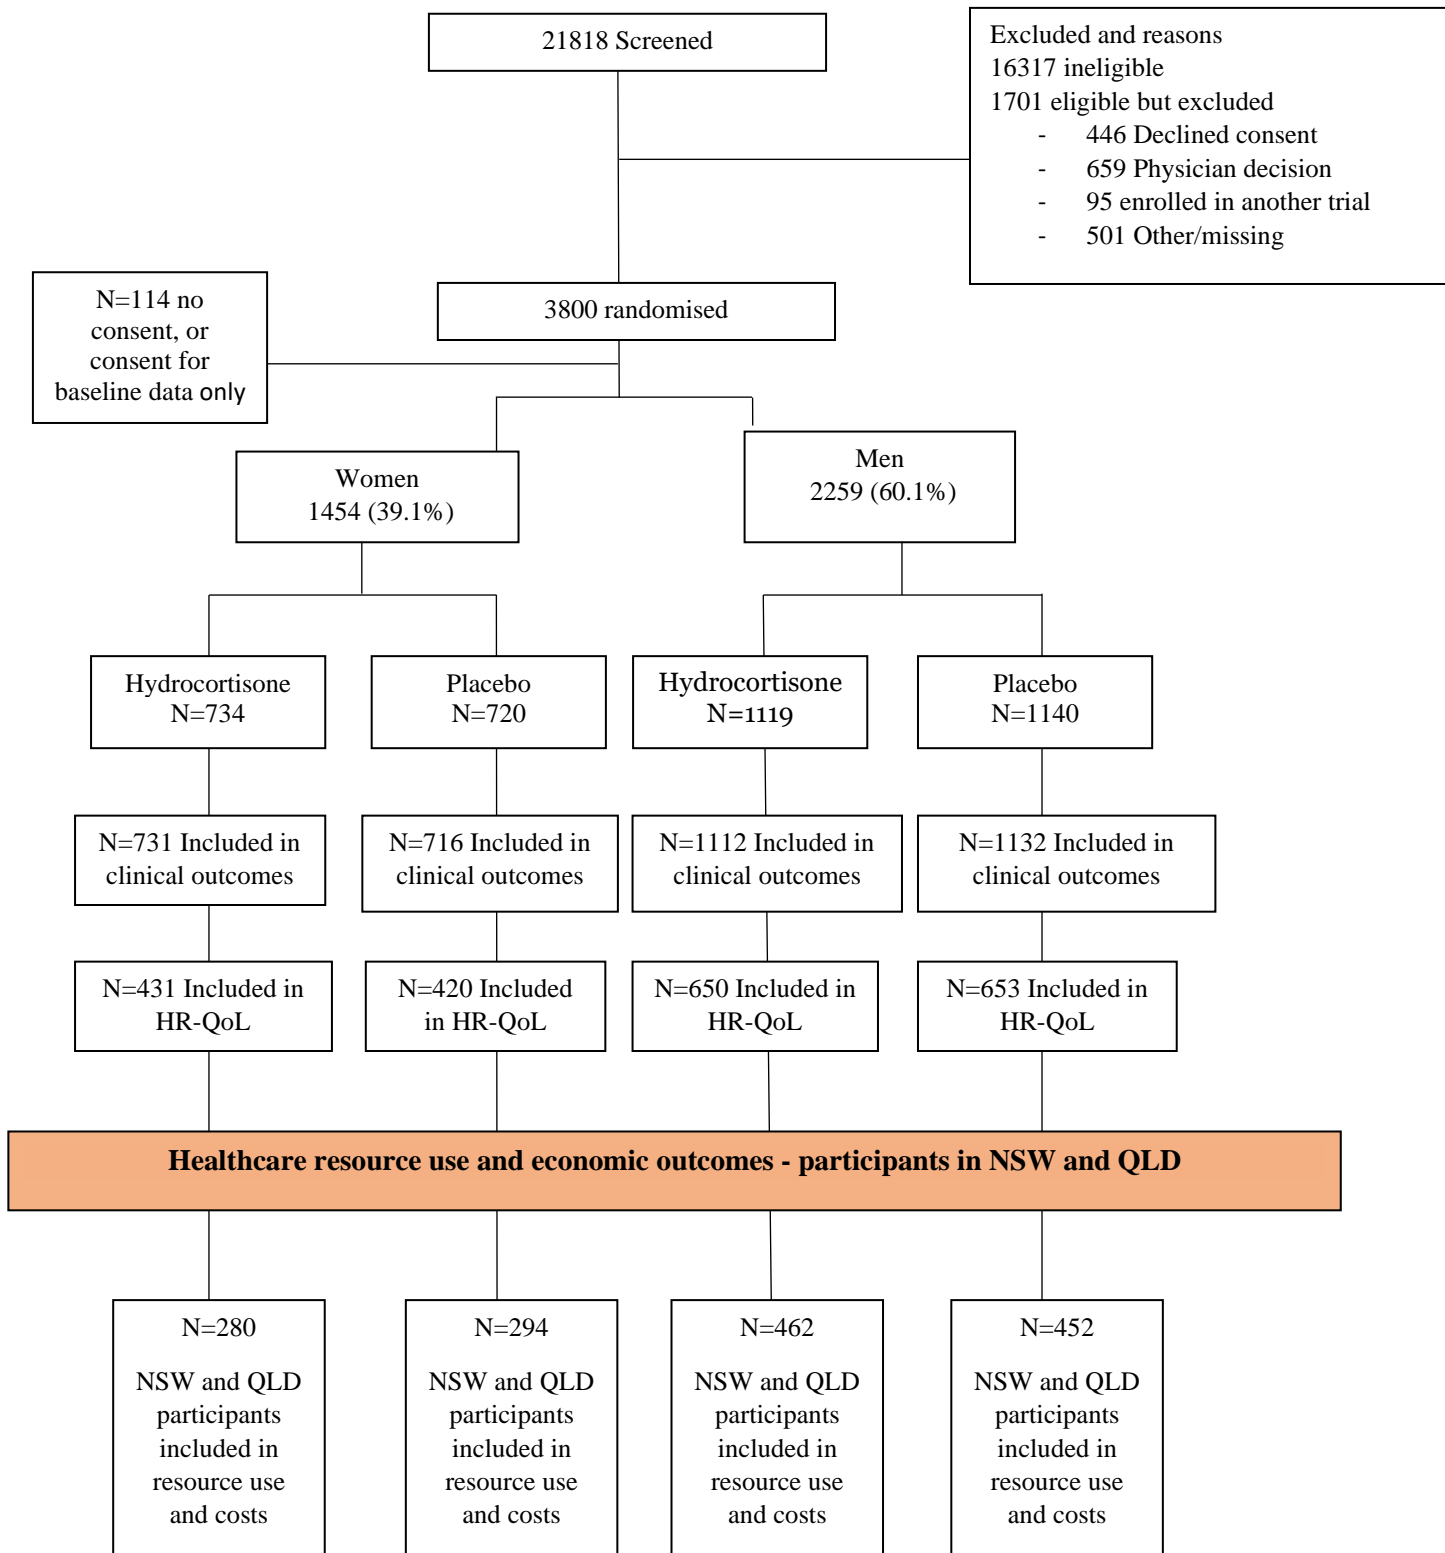 21818 Screened
Excluded and reasons
16317 ineligible
1701 eligible but excluded
- 446 Declined consent
- 659 Physician decision
- 95 enrolled in another trial
- 501 Other/missing
N=114 no
consent, or
consent for
baseline data only
3800 randomised
Women
1454 (39.1%)
Men
2259 (60.1%)
Hydrocortisone
N=734
Placebo
N=720
Hydrocortisone
N=1119
Placebo
N=1140
N=731 Included in
clinical outcomes
N=716 Included in
clinical outcomes
N=1112 Included in
clinical outcomes
N=1132 Included in
clinical outcomes
N=431 Included in
HR-QoL
N=420 Included
in HR-QoL
N=650 Included in
HR-QoL
N=653 Included in
HR-QoL
Healthcare resource use and economic outcomes - participants in NSW and QLD
N=280
NSW and QLD
participants
included in
resource use
and costs
N=294
NSW and QLD
participants
included in
resource use
and costs
N=462
NSW and QLD
participants
included in
resource use
and costs
N=452
NSW and QLD
participants
included in
resource use
and costs